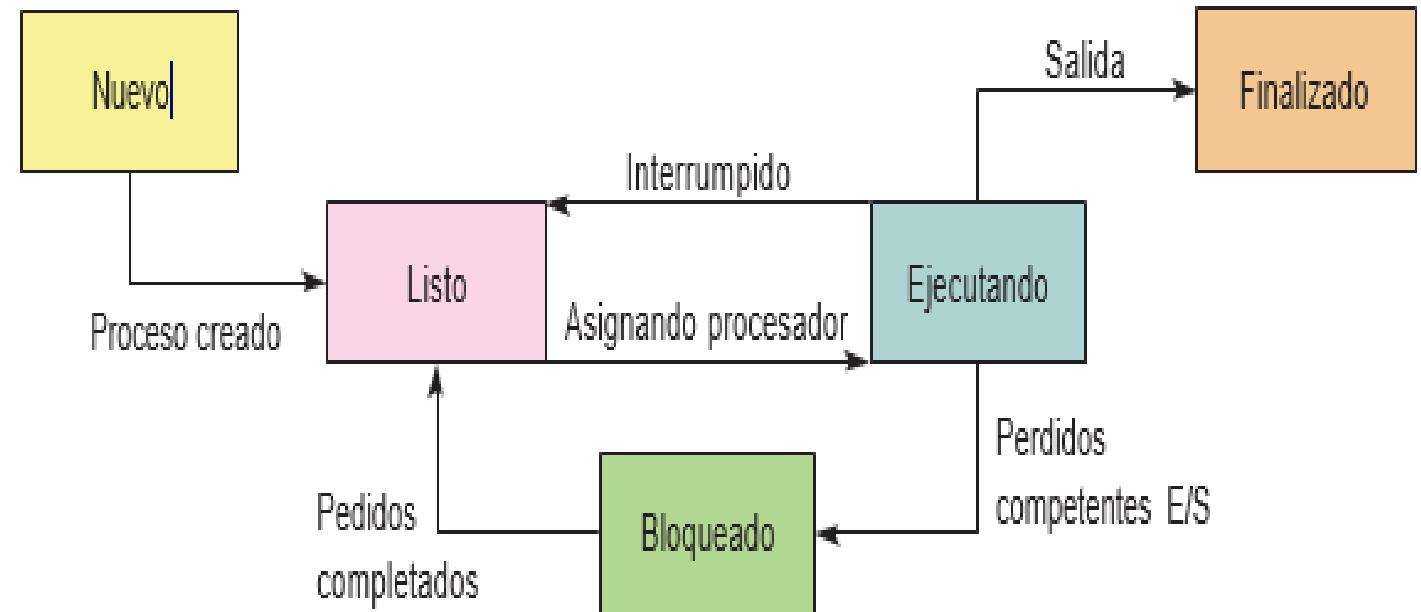 Nuevo
Salida
Finalizado
Interrumpido
Listo
Ejecutando
Proceso creado
Asignando procesador
Perdidos
competentes E/S
Pedidos
completados
Bloqueado